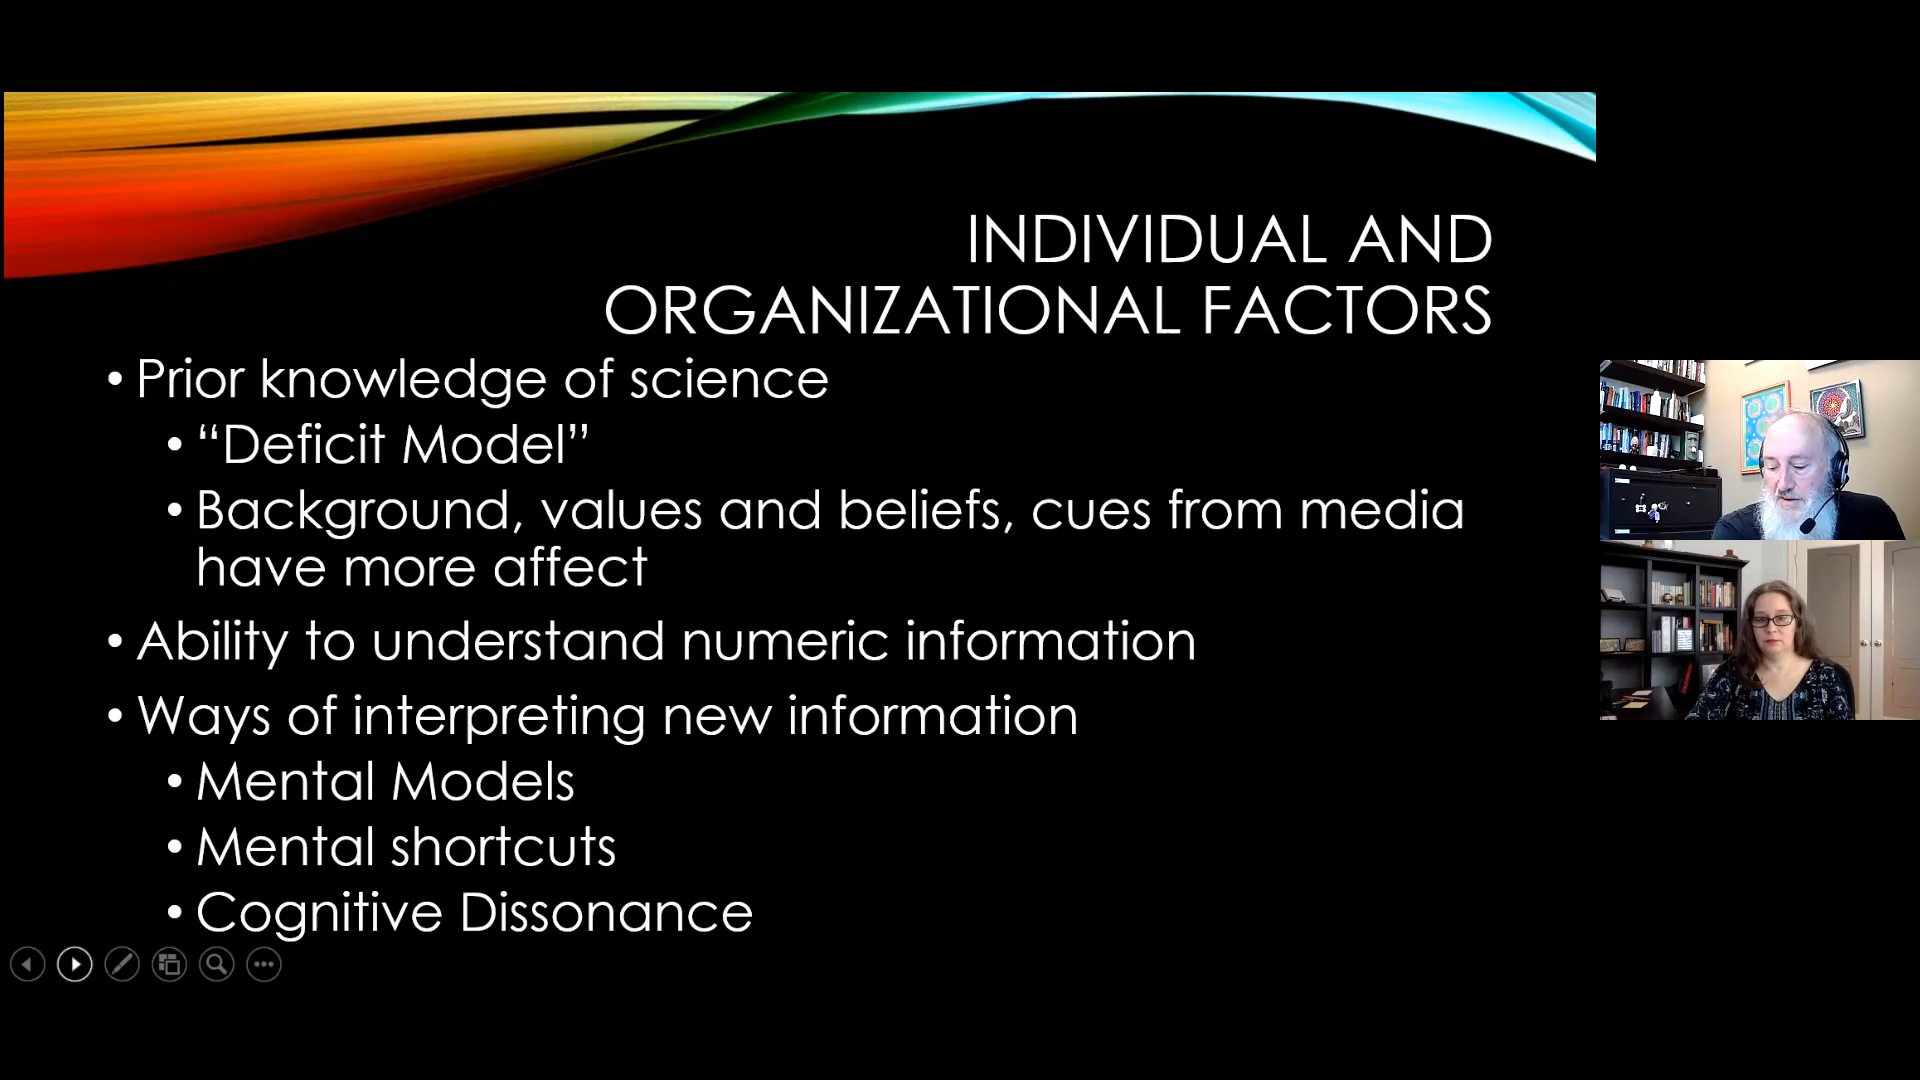 INDIVIDUAL AND
ORGANIZATIONAL FACTORS
• Prior knowledge of science
• “Deficit Model”
• Background, values and beliefs, cues from media
have more affect
• Ability to understand numeric information
• Ways of interpreting new information
• Mental Models
• Mental shortcuts
• Cognitive Dissonance